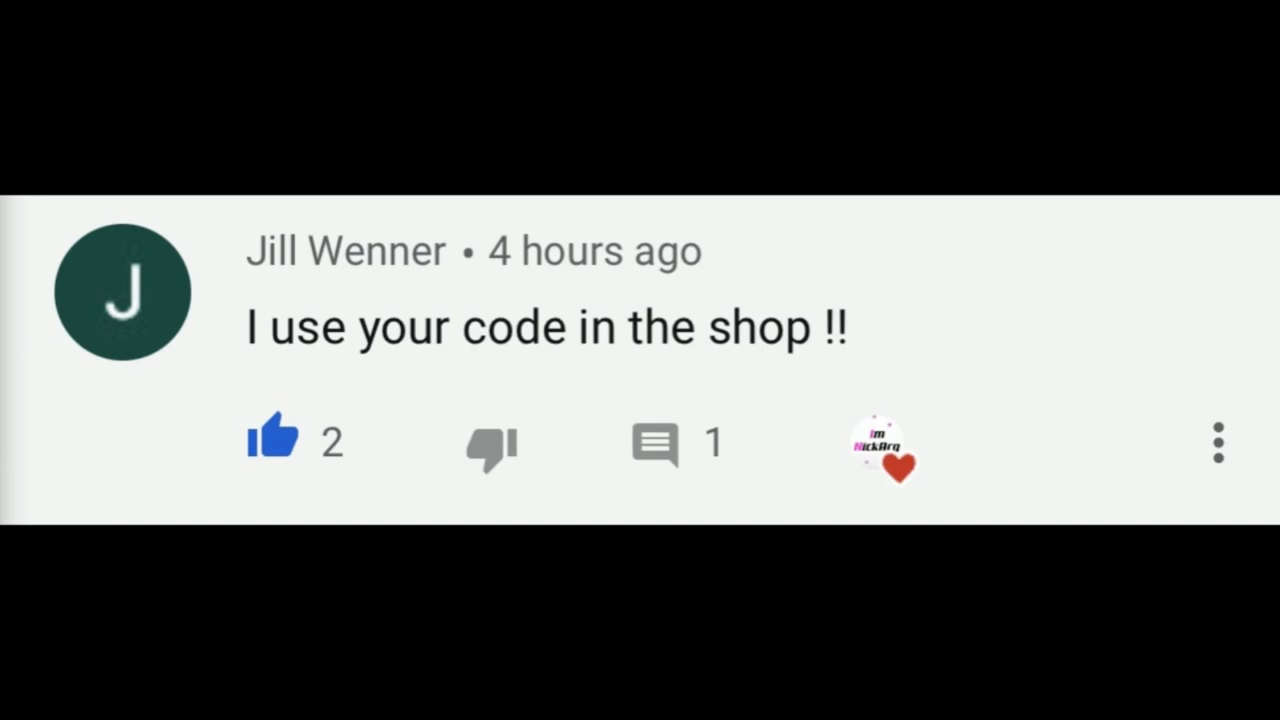 J
Jill Wenner • 4 hours ago
I use your code in the shop !!
2
1
Im
NickArq